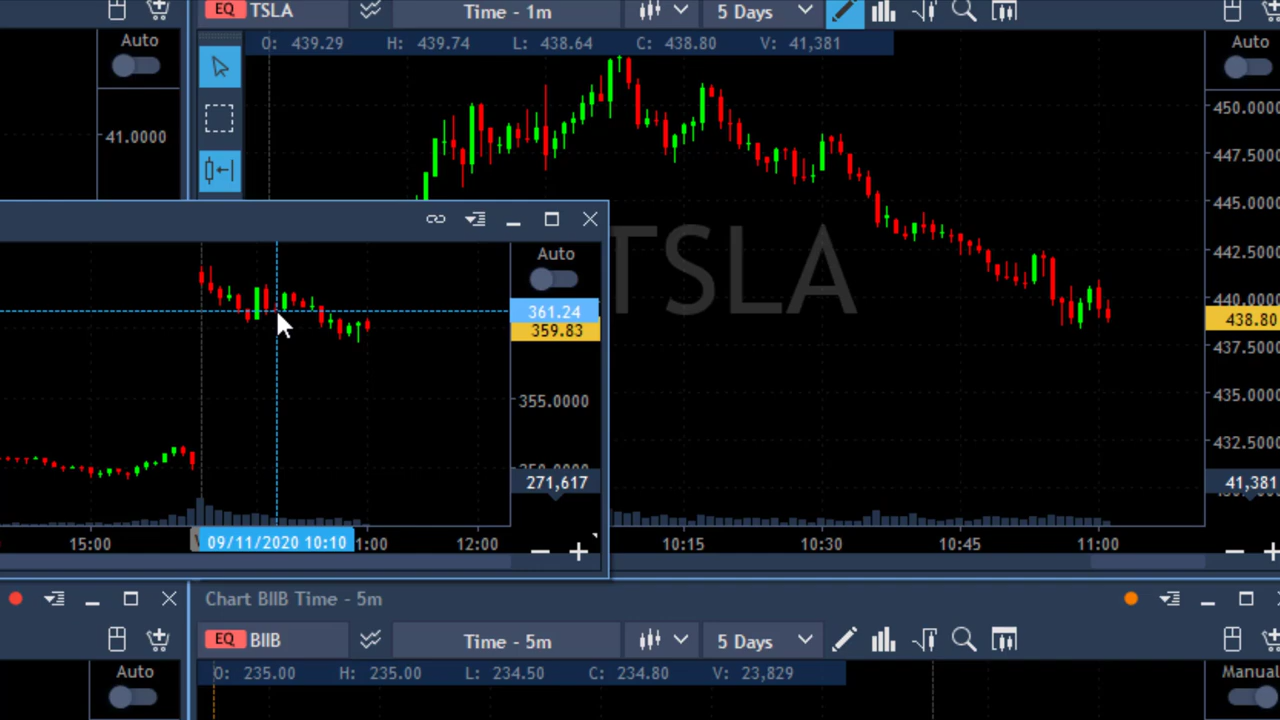 EQ TSLA Time - 1m 5 Days
Auto
O: 439.29 H: 439.74 L: 438.64 C: 438.80 V: 41,381
Auto
41.0000
450.0000
447.5000
445.0000
442.5000
440.0000
438.80
437.5000
435.0000
432.5000
41,381
TSLA
10:15 10:30 10:45 11:00
Auto
361.24
359.83
355.0000
271,617
15:00 09/11/2020 10:10 1:00 12:00
Chart BIIB Time - 5m
EQ BIIB Time - 5m 5 Days
Auto
O: 235.00 H: 235.00 L: 234.50 C: 234.80 V: 23,829
Manual